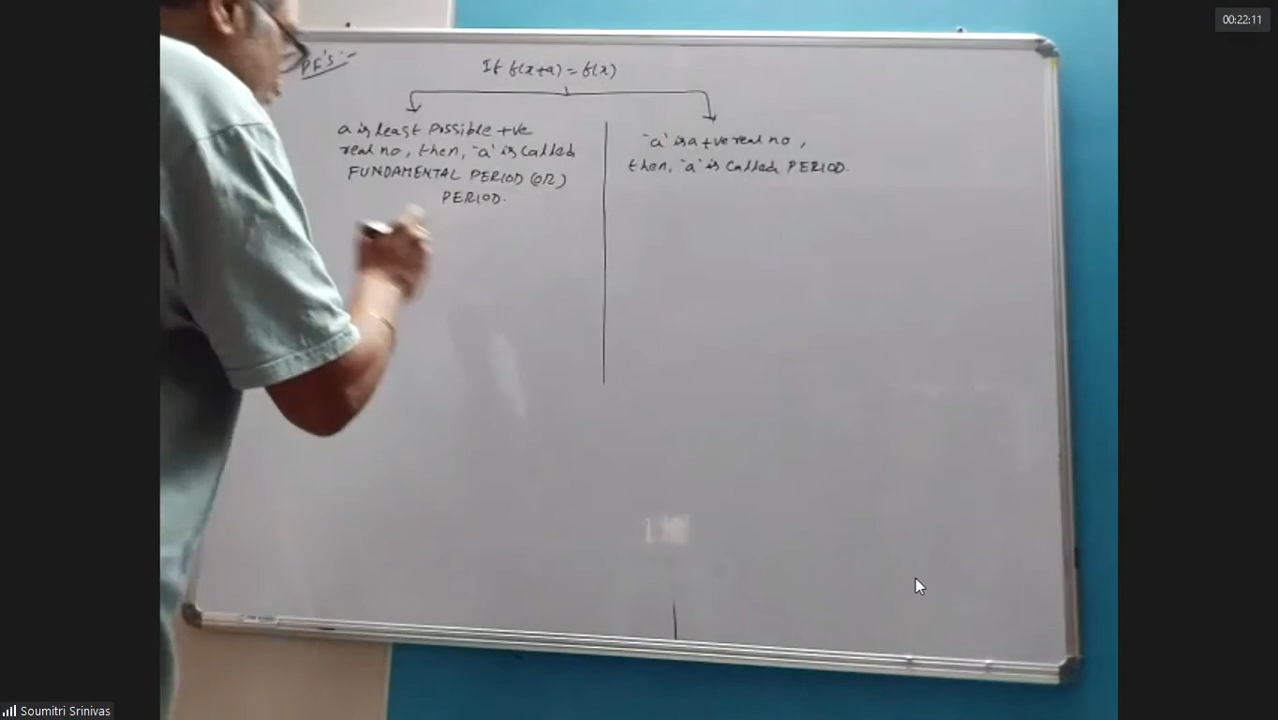 00:22:11
PF's :-
If f(x+a) = f(x)
a is least possible +ve
real no, then, 'a' is called
FUNDAMENTAL PERIOD (OR)
PERIOD.
'a' is a +ve real no,
then, 'a' is called PERIOD.
Soumitri Srinivas